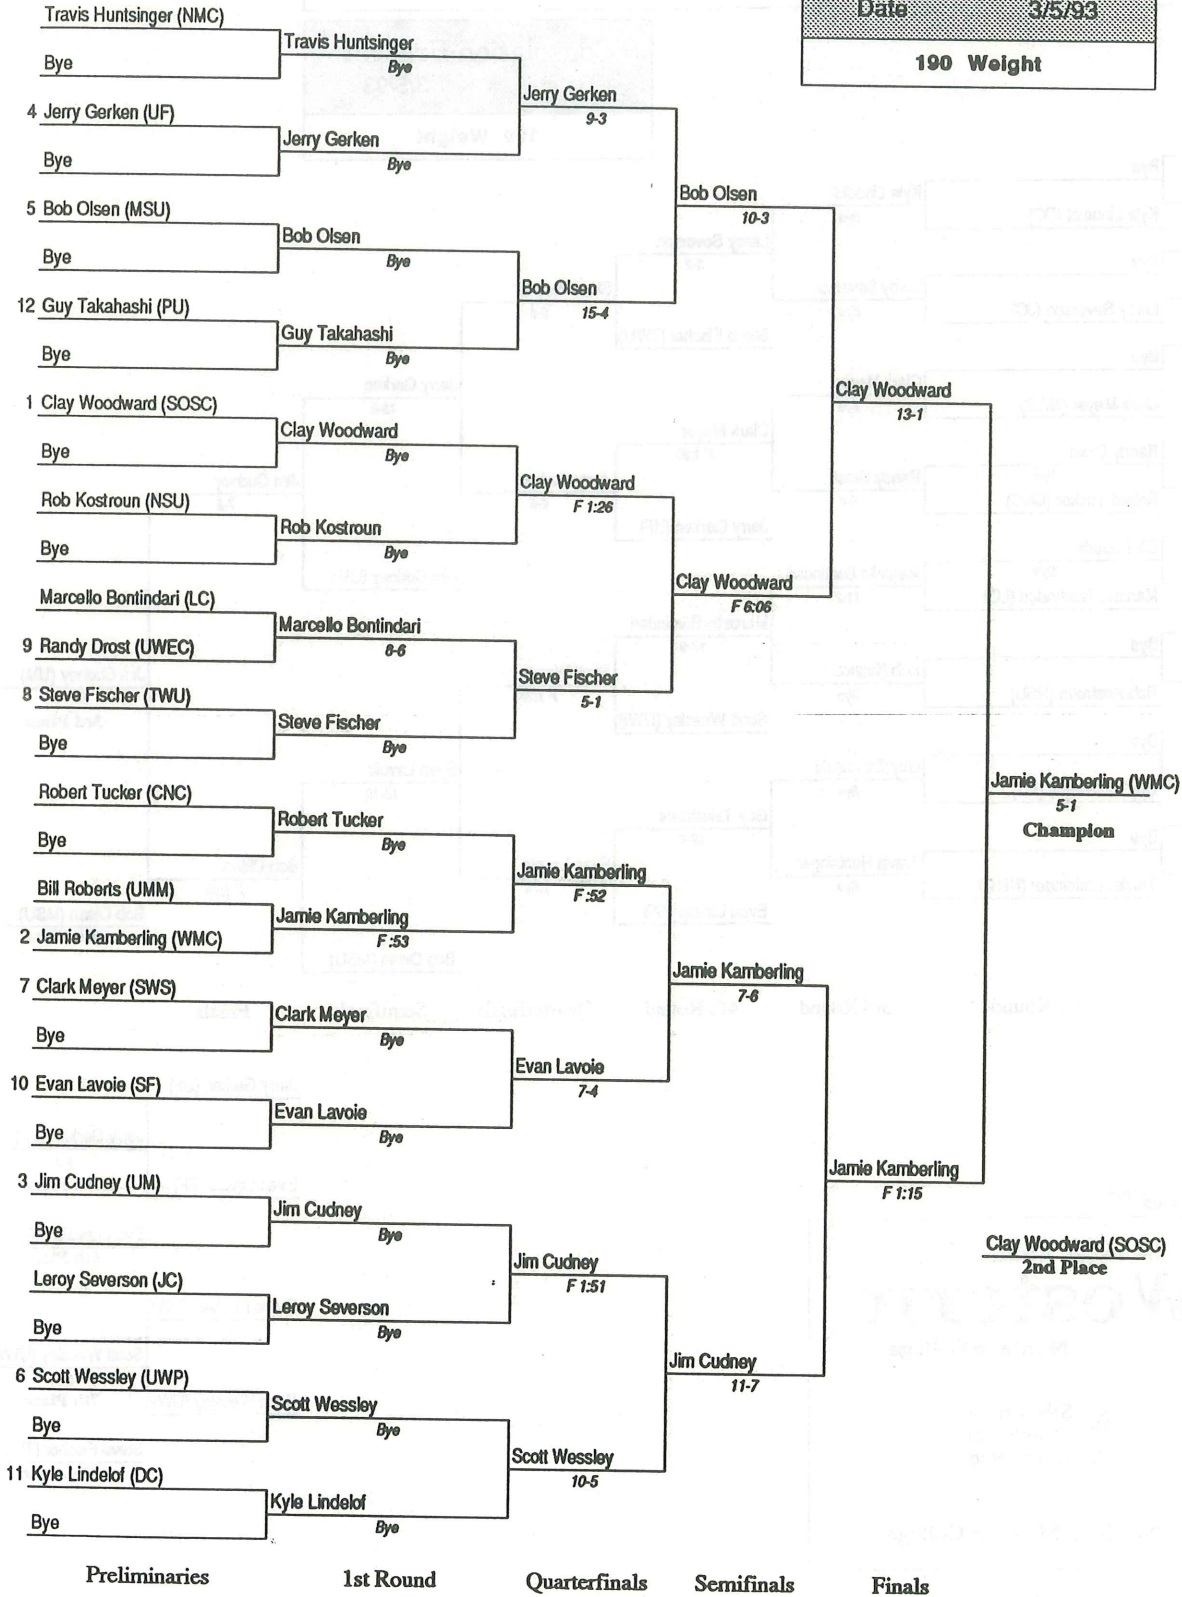 Date 3/5/93
190 Weight
Travis Huntsinger (NMC)
Bye
Travis Huntsinger
Bye
4 Jerry Gerken (UF)
Bye
Jerry Gerken
Bye
Jerry Gerken
9-3
5 Bob Olsen (MSU)
Bye
Bob Olsen
Bye
12 Guy Takahashi (PU)
Bye
Guy Takahashi
Bye
Bob Olsen
15-4
Bob Olsen
10-3
1 Clay Woodward (SOSC)
Bye
Clay Woodward
Bye
Rob Kostroun (NSU)
Bye
Rob Kostroun
Bye
Clay Woodward
F 1:26
Marcello Bontindari (LC)
9 Randy Drost (UWEC)
Marcello Bontindari
8-6
8 Steve Fischer (TWU)
Bye
Steve Fischer
Bye
Steve Fischer
5-1
Clay Woodward
F 6:06
Clay Woodward
13-1
Robert Tucker (CNC)
Bye
Robert Tucker
Bye
Bill Roberts (UMM)
2 Jamie Kamberling (WMC)
Jamie Kamberling
F :53
Jamie Kamberling
F :52
7 Clark Meyer (SWS)
Bye
Clark Meyer
Bye
10 Evan Lavoie (SF)
Bye
Evan Lavoie
Bye
Evan Lavoie
7-4
Jamie Kamberling
7-6
3 Jim Cudney (UM)
Bye
Jim Cudney
Bye
Leroy Severson (JC)
Bye
Leroy Severson
Bye
Jim Cudney
F 1:51
6 Scott Wessley (UWP)
Bye
Scott Wessley
Bye
11 Kyle Lindelof (DC)
Bye
Kyle Lindelof
Bye
Scott Wessley
10-5
Jim Cudney
11-7
Jamie Kamberling
F 1:15
Jamie Kamberling (WMC)
5-1
Champion
Clay Woodward (SOSC)
2nd Place
Preliminaries 1st Round Quarterfinals Semifinals Finals